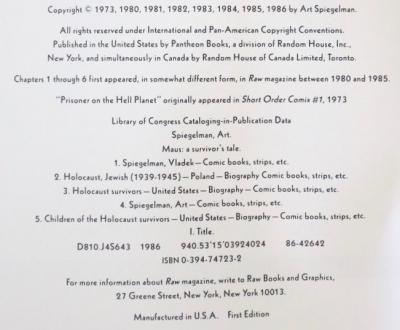 Copyright © 1973, 1980, 1981, 1982, 1983, 1984, 1985, 1986 by Art Spiegelman.
All rights reserved under International and Pan-American Copyright Conventions.
Published in the United States by Pantheon Books, a division of Random House, Inc.,
New York, and simultaneously in Canada by Random House of Canada Limited, Toronto.
Chapters 1 through 6 first appeared, in somewhat different form, in Raw magazine between 1980 and 1985.
"Prisoner on the Hell Planet" originally appeared in Short Order Comix #1, 1973
Library of Congress Cataloging-in-Publication Data
Spiegelman, Art.
Maus: a survivor's tale.
1. Spiegelman, Vladek—Comic books, strips, etc.
2. Holocaust, Jewish (1939-1945)—Poland—Biography Comic books, strips, etc.
3. Holocaust survivors—United States—Biography—Comic books, strips, etc.
4. Spiegelman, Art—Comic books, strips, etc.
5. Children of the Holocaust survivors—United States—Biography—Comic books, strips, etc.
I. Title.
D810.J4S643 1986 940.53'15'03924024 86-42642
ISBN 0-394-74723-2
For more information about Raw magazine, write to Raw Books and Graphics,
27 Greene Street, New York, New York 10013.
Manufactured in U.S.A. First Edition